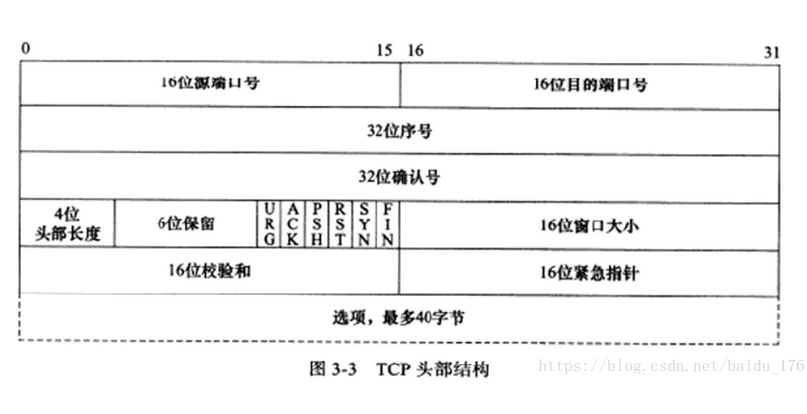 0 15 16 31
16位源端口号 16位目的端口号
32位序号
32位确认号
4位
头部长度
6位保留
URG
ACK
PSH
RST
SYN
FIN
16位窗口大小
16位校验和 16位紧急指针
选项，最多40字节
图 3-3 TCP 头部结构
https://blog.csdn.net/baidu_176